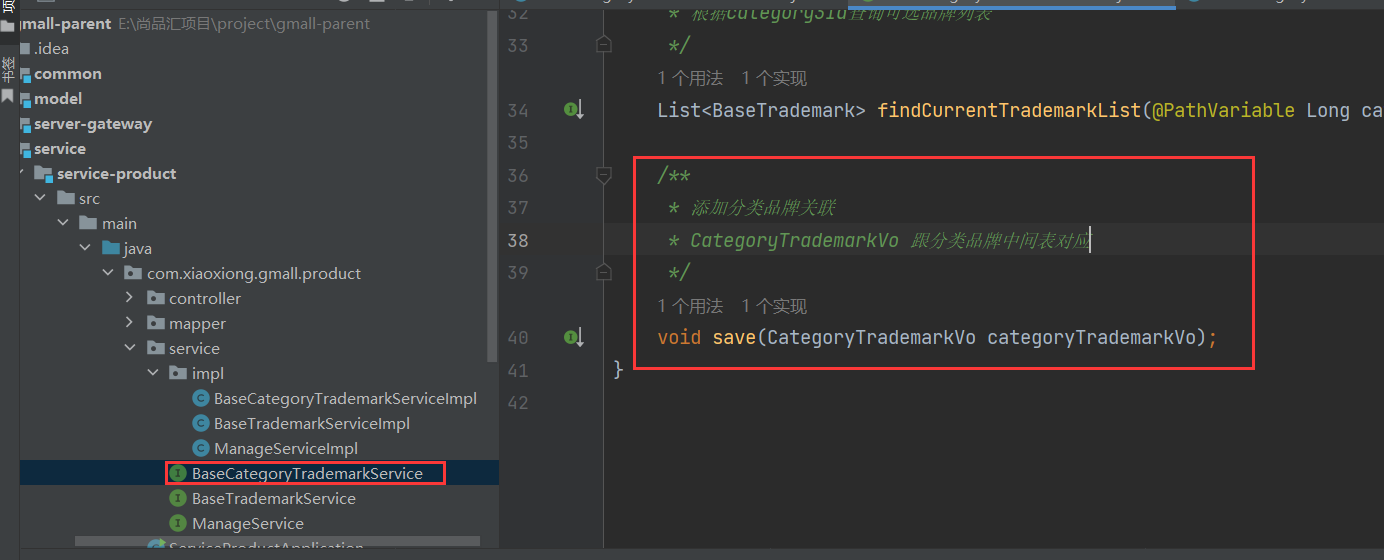 项
书签
gmall-parent E:\尚品汇项目\project\gmall-parent
.idea
common
model
server-gateway
service
service-product
src
main
java
com.xiaoxiong.gmall.product
controller
mapper
service
impl
BaseCategoryTrademarkServiceImpl
BaseTrademarkServiceImpl
ManageServiceImpl
BaseCategoryTrademarkService
BaseTrademarkService
ManageService
ServiceProductApplication
32 * 根据category3Id查询可选品牌列表
33 */
1 个用法 1 个实现
34 List<BaseTrademark> findCurrentTrademarkList(@PathVariable Long ca
35
36 /**
37 * 添加分类品牌关联
38 * CategoryTrademarkVo 跟分类品牌中间表对应
39 */
1 个用法 1 个实现
40 void save(CategoryTrademarkVo categoryTrademarkVo);
41 }
42